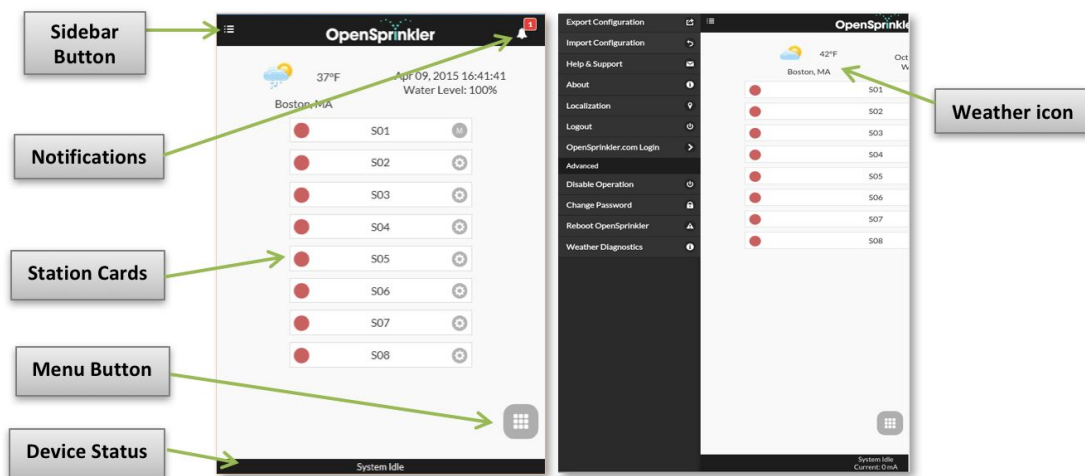 Sidebar
Button
Notifications
Station Cards
Menu Button
Device Status
OpenSprinkler
1
37°F
Apr 09, 2015 16:41:41
Water Level: 100%
Boston, MA
S01
M
S02
S03
S04
S05
S06
S07
S08
System Idle
Export Configuration
Import Configuration
Help & Support
About
Localization
Logout
OpenSprinkler.com Login
Advanced
Disable Operation
Change Password
Reboot OpenSprinkler
Weather Diagnostics
OpenSprinkle
42°F
Oct
W
Boston, MA
S01
S02
S03
S04
S05
S06
S07
S08
System Idle
Current: 0 mA
Weather icon